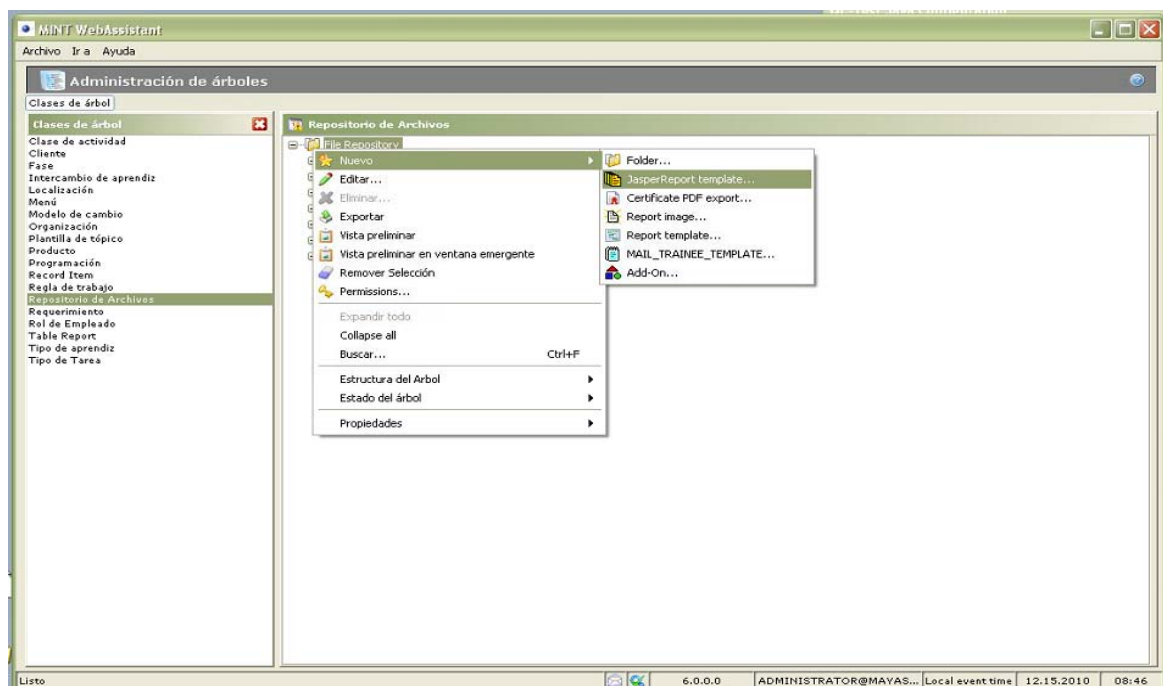 MINT WebAssistant
Archivo Ir a Ayuda
Administración de árboles
Clases de árbol
Clases de árbol
Clase de actividad
Cliente
Fase
Intercambio de aprendiz
Localización
Menú
Modelo de cambio
Organización
Plantilla de tópico
Producto
Programación
Record Item
Regla de trabajo
Repositorio de Archivos
Requerimiento
Rol de Empleado
Table Report
Tipo de aprendiz
Tipo de Tarea
Repositorio de Archivos
File Repository
Nuevo
Editar...
Eliminar...
Exportar
Vista preliminar
Vista preliminar en ventana emergente
Remover Selección
Permissions...
Expandir todo
Collapse all
Buscar... Ctrl+F
Estructura del Arbol
Estado del árbol
Propiedades
Folder...
JasperReport template...
Certificate PDF export...
Report image...
Report template...
MAIL_TRAINEE_TEMPLATE...
Add-On...
Listo 6.0.0.0 ADMINISTRATOR@MAYAS... Local event time 12.15.2010 08:46